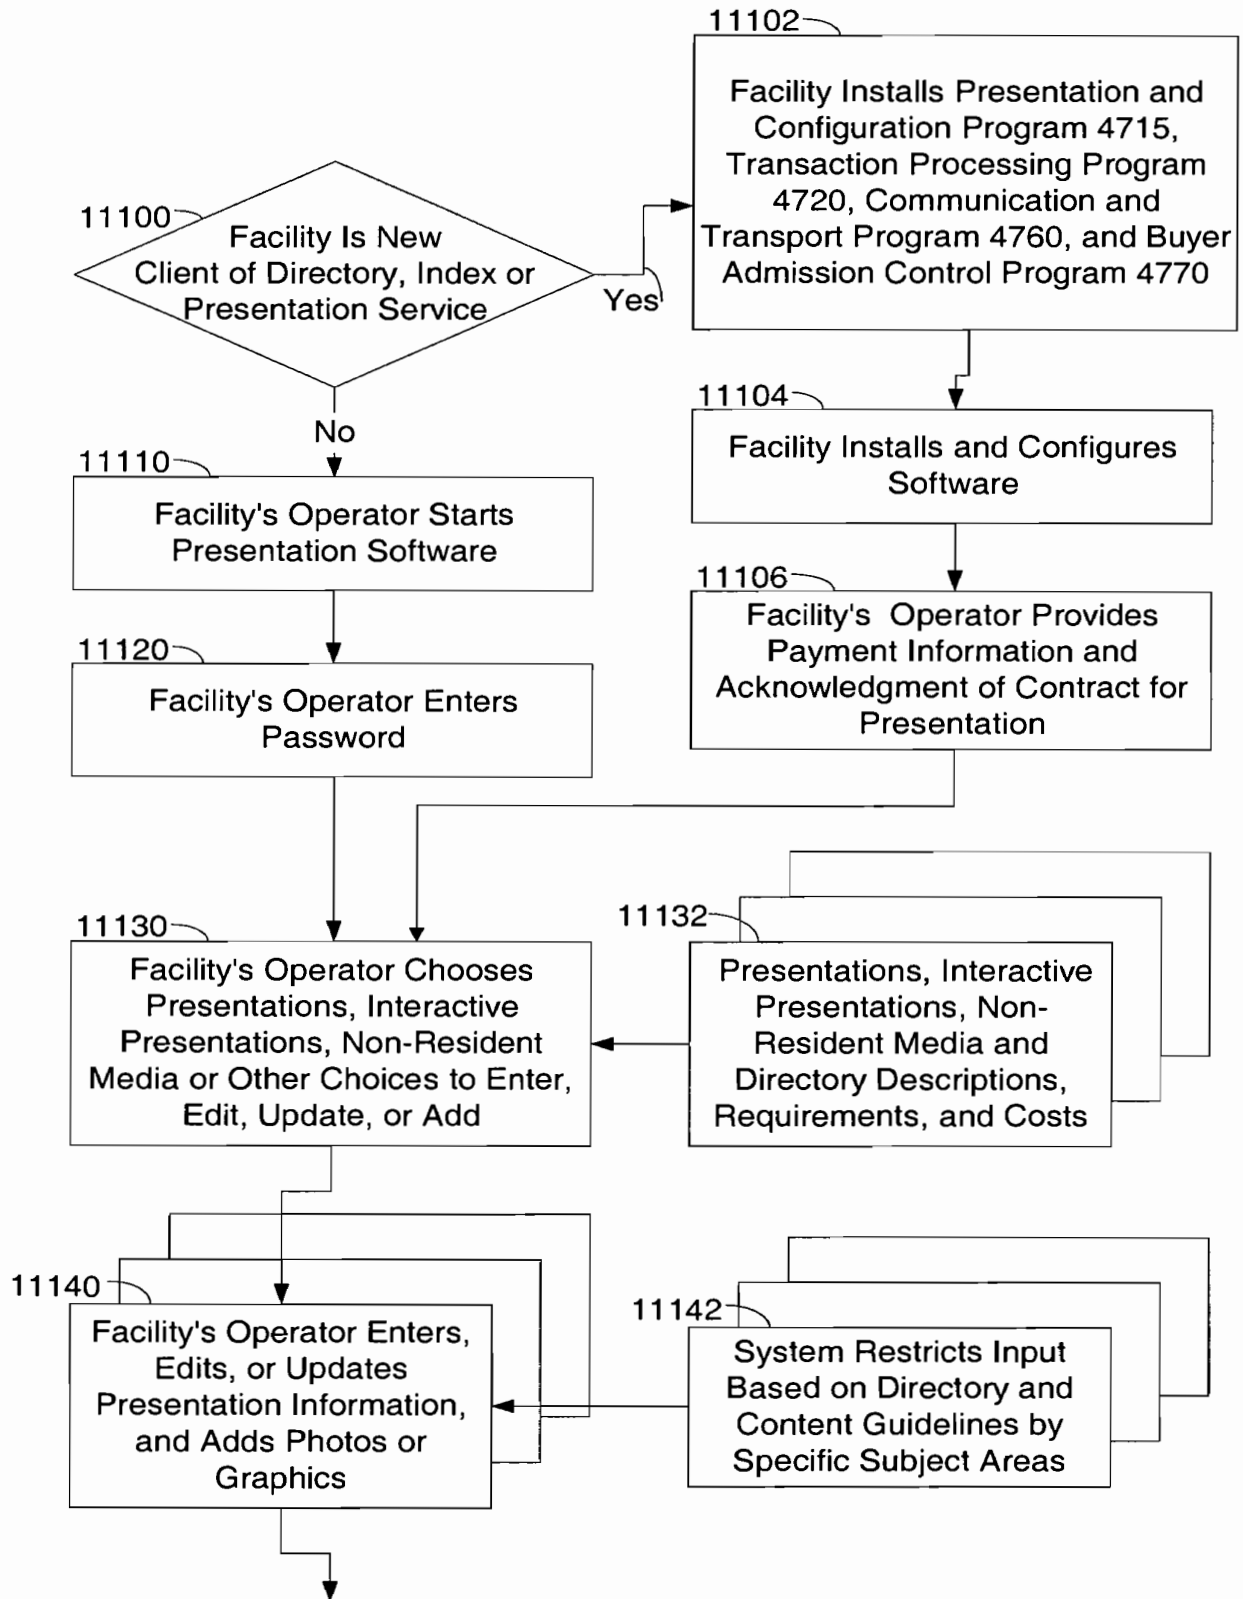 11102
Facility Installs Presentation and
Configuration Program 4715,
Transaction Processing Program
4720, Communication and
Transport Program 4760, and Buyer
Admission Control Program 4770
11100
Facility Is New
Client of Directory, Index or
Presentation Service
Yes
No
11104
Facility Installs and Configures
Software
11110
Facility's Operator Starts
Presentation Software
11106
Facility's Operator Provides
Payment Information and
Acknowledgment of Contract for
Presentation
11120
Facility's Operator Enters
Password
11130
Facility's Operator Chooses
Presentations, Interactive
Presentations, Non-Resident
Media or Other Choices to Enter,
Edit, Update, or Add
11132
Presentations, Interactive
Presentations, Non-
Resident Media and
Directory Descriptions,
Requirements, and Costs
11140
Facility's Operator Enters,
Edits, or Updates
Presentation Information,
and Adds Photos or
Graphics
11142
System Restricts Input
Based on Directory and
Content Guidelines by
Specific Subject Areas